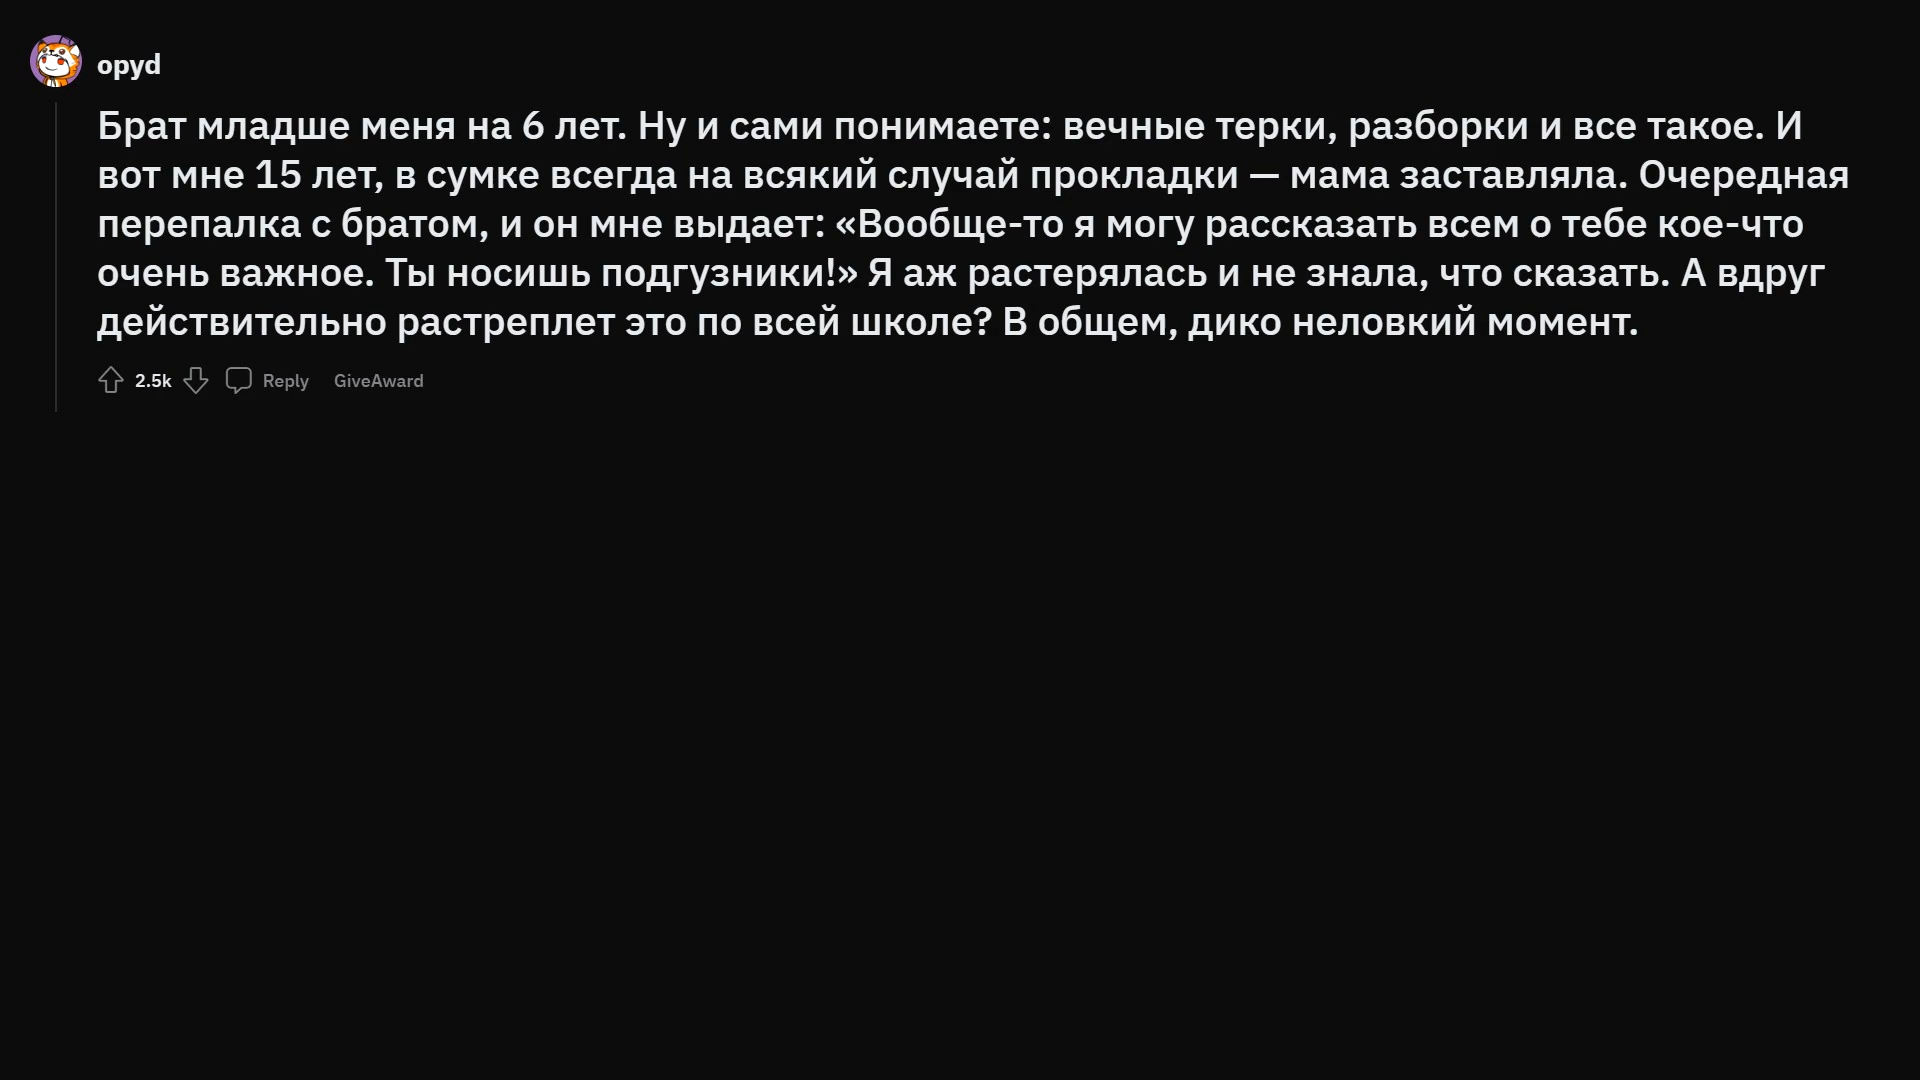 opyd
Брат младше меня на 6 лет. Ну и сами понимаете: вечные терки, разборки и все такое. И
вот мне 15 лет, в сумке всегда на всякий случай прокладки — мама заставляла. Очередная
перепалка с братом, и он мне выдает: «Вообще-то я могу рассказать всем о тебе кое-что
очень важное. Ты носишь подгузники!» Я аж растерялась и не знала, что сказать. А вдруг
действительно растреплет это по всей школе? В общем, дико неловкий момент.
2.5k Reply GiveAward